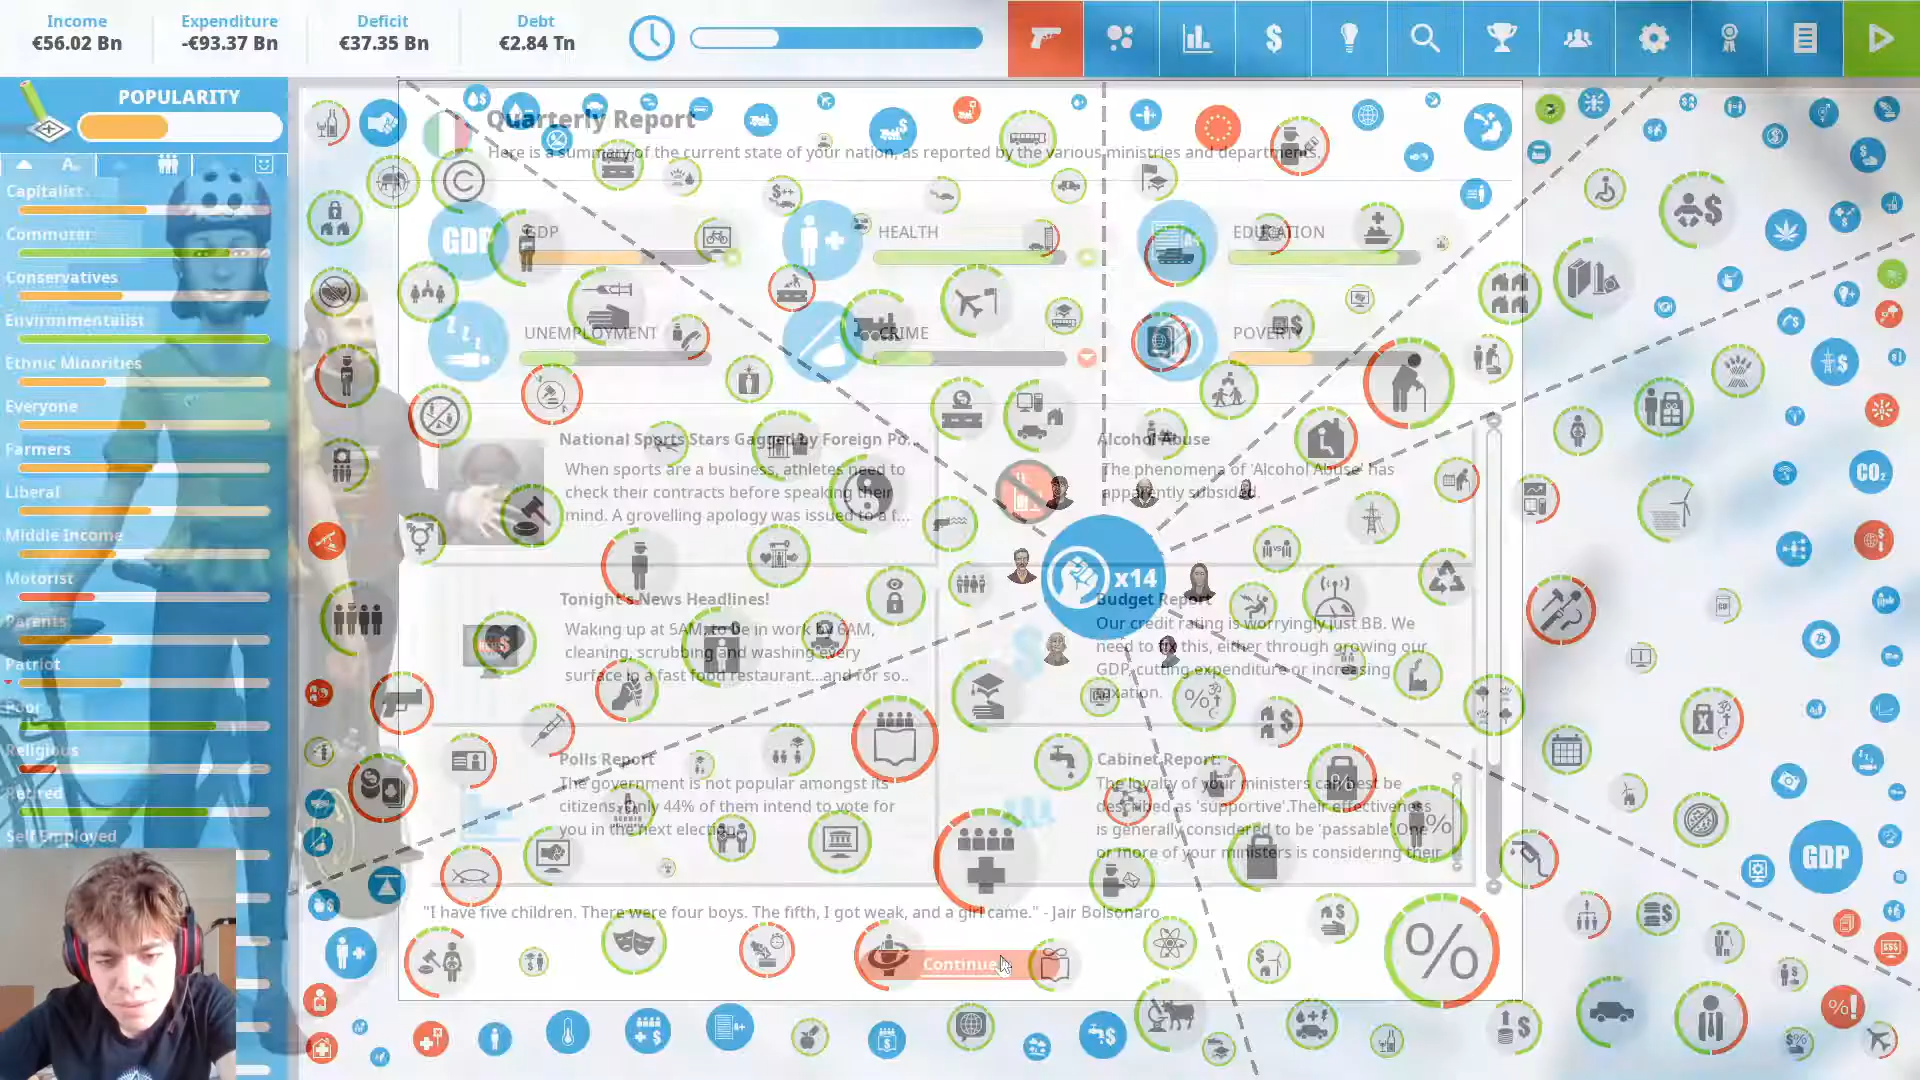 Income
€56.02 Bn
Expenditure
-€93.37 Bn
Deficit
€37.35 Bn
Debt
€2.84 Tn
POPULARITY
Capitalist
Commuter
Conservatives
Environmentalist
Ethnic Minorities
Everyone
Farmers
Liberal
Middle Income
Motorist
Parents
Patriot
Poor
Religious
Retired
Self Employed
Quarterly Report
Here is a summary of the current state of your nation, as reported by the various ministries and departments.
GDP
GDP
HEALTH
EDUCATION
UNEMPLOYMENT
CRIME
POVERTY
National Sports Stars Gagged by Foreign Po...
When sports are a business, athletes need to
check their contracts before speaking their
mind. A grovelling apology was issued to a f...
Alcohol Abuse
The phenomena of 'Alcohol Abuse' has
apparently subsided.
x14
Tonight's News Headlines!
Waking up at 5AM, to be in work by 6AM,
cleaning, scrubbing and washing every
surface in a fast food restaurant...and for so..
Budget Report
Our credit rating is worryingly just BB. We
need to fix this, either through growing our
GDP, cutting expenditure or increasing
taxation.
Polls Report
The government is not popular amongst its
citizens. Only 44% of them intend to vote for
you in the next election.
Cabinet Report:
The loyalty of your ministers can best be
described as 'supportive'.Their effectiveness
is generally considered to be 'passable'.One
or more of your ministers is considering their
"I have five children. There were four boys. The fifth, I got weak, and a girl came." - Jair Bolsonaro
Continue
CO₂
GDP